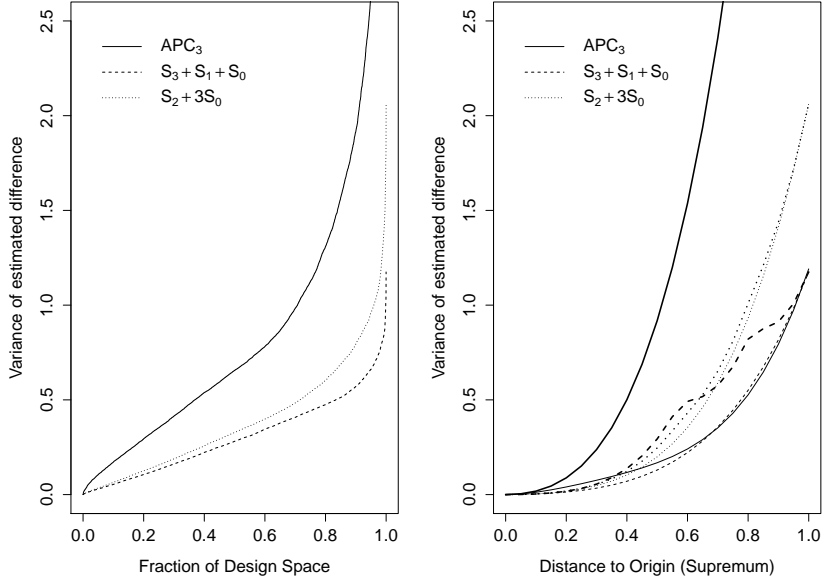 2.5
2.0
1.5
1.0
0.5
0.0
Variance of estimated difference
APC₃
S₃+S₁+S₀
S₂+3S₀
0.0 0.2 0.4 0.6 0.8 1.0
Fraction of Design Space
2.5
2.0
1.5
1.0
0.5
0.0
Variance of estimated difference
APC₃
S₃+S₁+S₀
S₂+3S₀
0.0 0.2 0.4 0.6 0.8 1.0
Distance to Origin (Supremum)